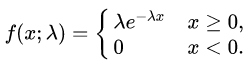 f(x; λ) = { λe^{−λx} x ≥ 0,
0 x < 0.